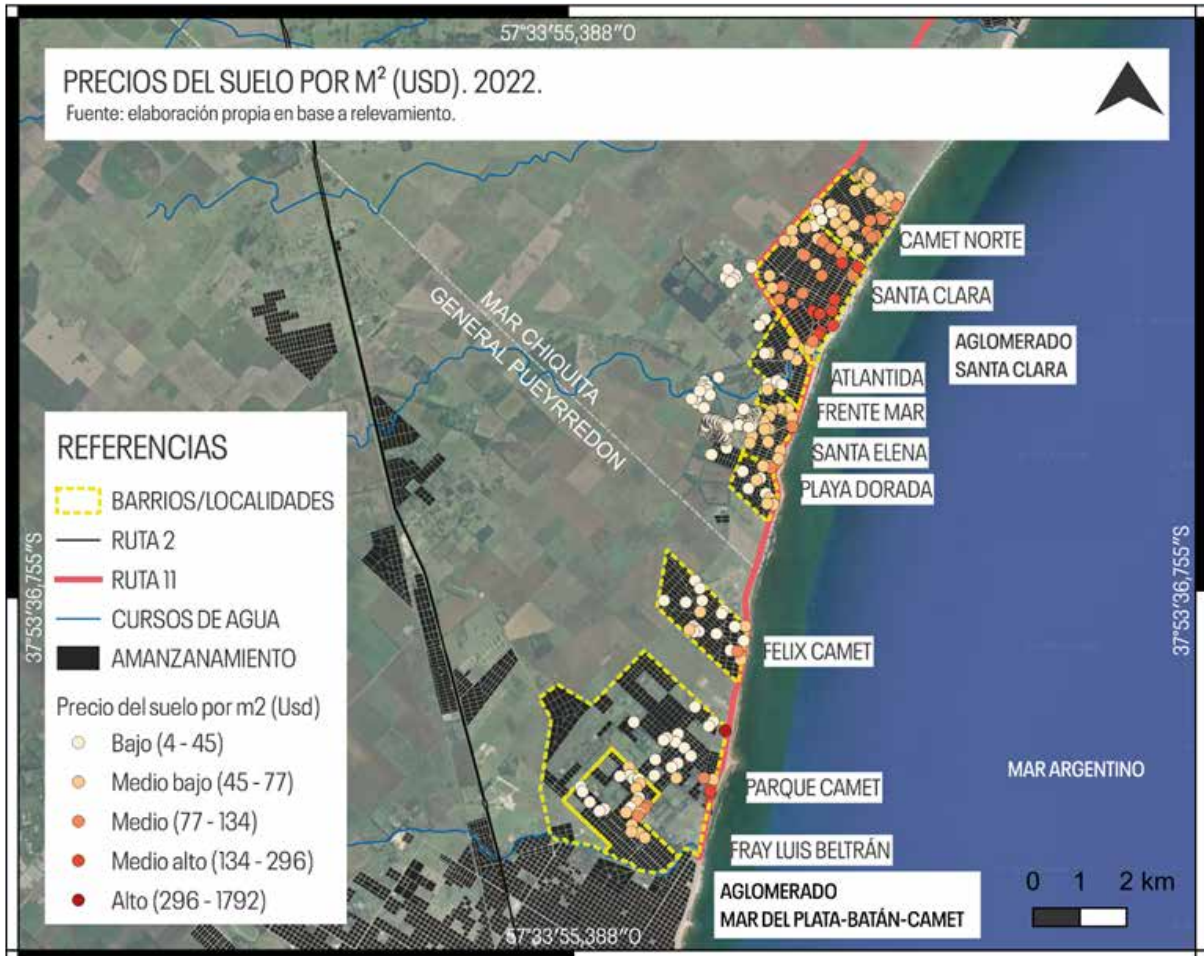 57°33'55,388"O
PRECIOS DEL SUELO POR M² (USD). 2022.
Fuente: elaboración propia en base a relevamiento.
CAMET NORTE
SANTA CLARA
MAR CHIQUITA
GENERAL PUEYRREDON
AGLOMERADO
SANTA CLARA
ATLANTIDA
FRENTE MAR
SANTA ELENA
PLAYA DORADA
REFERENCIAS
BARRIOS/LOCALIDADES
RUTA 2
RUTA 11
CURSOS DE AGUA
AMANZANAMIENTO
Precio del suelo por m2 (Usd)
Bajo (4 - 45)
Medio bajo (45 - 77)
Medio (77 - 134)
Medio alto (134 - 296)
Alto (296 - 1792)
37°53'36,755"S
37°53'36,755"S
FELIX CAMET
MAR ARGENTINO
PARQUE CAMET
FRAY LUIS BELTRÁN
AGLOMERADO
MAR DEL PLATA-BATÁN-CAMET
0 1 2 km
57°33'55,388"O